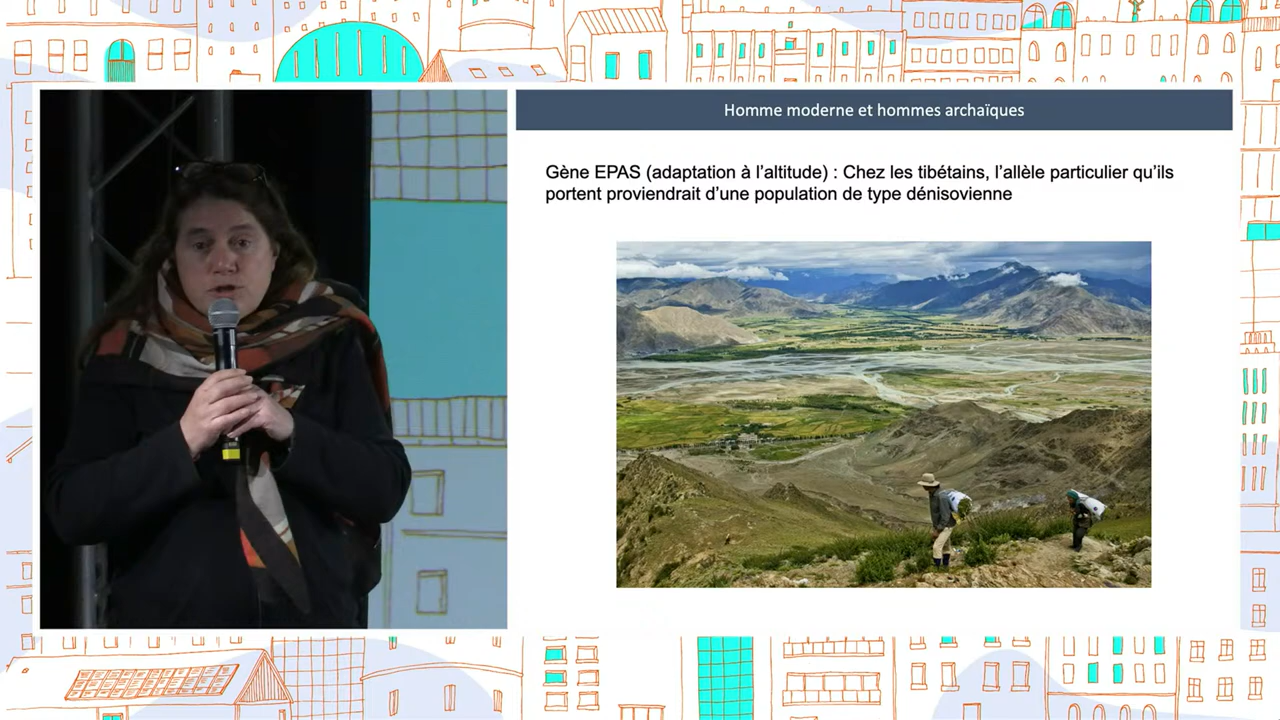 Homme moderne et hommes archaïques
Gène EPAS (adaptation à l’altitude) : Chez les tibétains, l’allèle particulier qu’ils
portent proviendrait d’une population de type dénisovienne